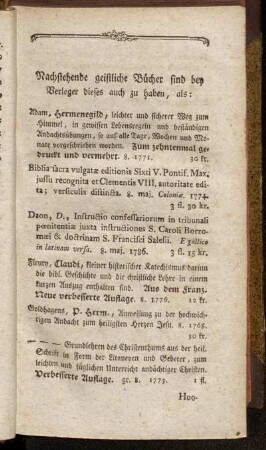 Nachstehende geistliche Bücher sind bey
Verleger dieses auch zu haben, als:
Adam, Hermenegild, leichter und sicherer Weg zum
Himmel, in gewissen Lebensregeln und beständigen
Andachtsübungen, so auf alle Tage, Wochen und Mo-
nate vorgeschrieben worden. Zum zehntenmal ge-
druckt und vermehrt. 8. 1771. 30 kr.
Biblia sacra vulgatæ editionis Sixti V. Pontif. Max.
jussu recognita et Clementis VIII, autoritate edi-
ta; versiculis distincta. 8. maj. Coloniæ. 1774.
3 fl. 30 kr.
Daon, D., Instructio confessariorum in tribunali
pœnitentiæ juxta instructiones S. Caroli Borro-
mæi & doctrinam S. Francisci Salesii. E gallico
in latinum versa. 8. maj. 1786. 3 fl. 15 kr.
Fleury, Claudi, kleiner historischer Katechismus darinn
die bibl. Geschichte und die christliche Lehre in einem
kurzen Auszug enthalten sind. Aus dem Franz.
Neue verbesserte Auflage. 8. 1776. 12 kr.
Goldhagens, P. Herm., Anweisung zu der hochwich-
tigen Andacht zum heiligsten Herzen Jesu. 8. 1768.
30 kr.
— — Grundlehren des Christenthums aus der heil.
Schrift in Form der Litaneyen und Gebeter, zum
leichten und täglichen Unterricht andächtiger Christen.
Verbesserte Auflage. gr. 8. 1773. 1 fl.
Hoo-